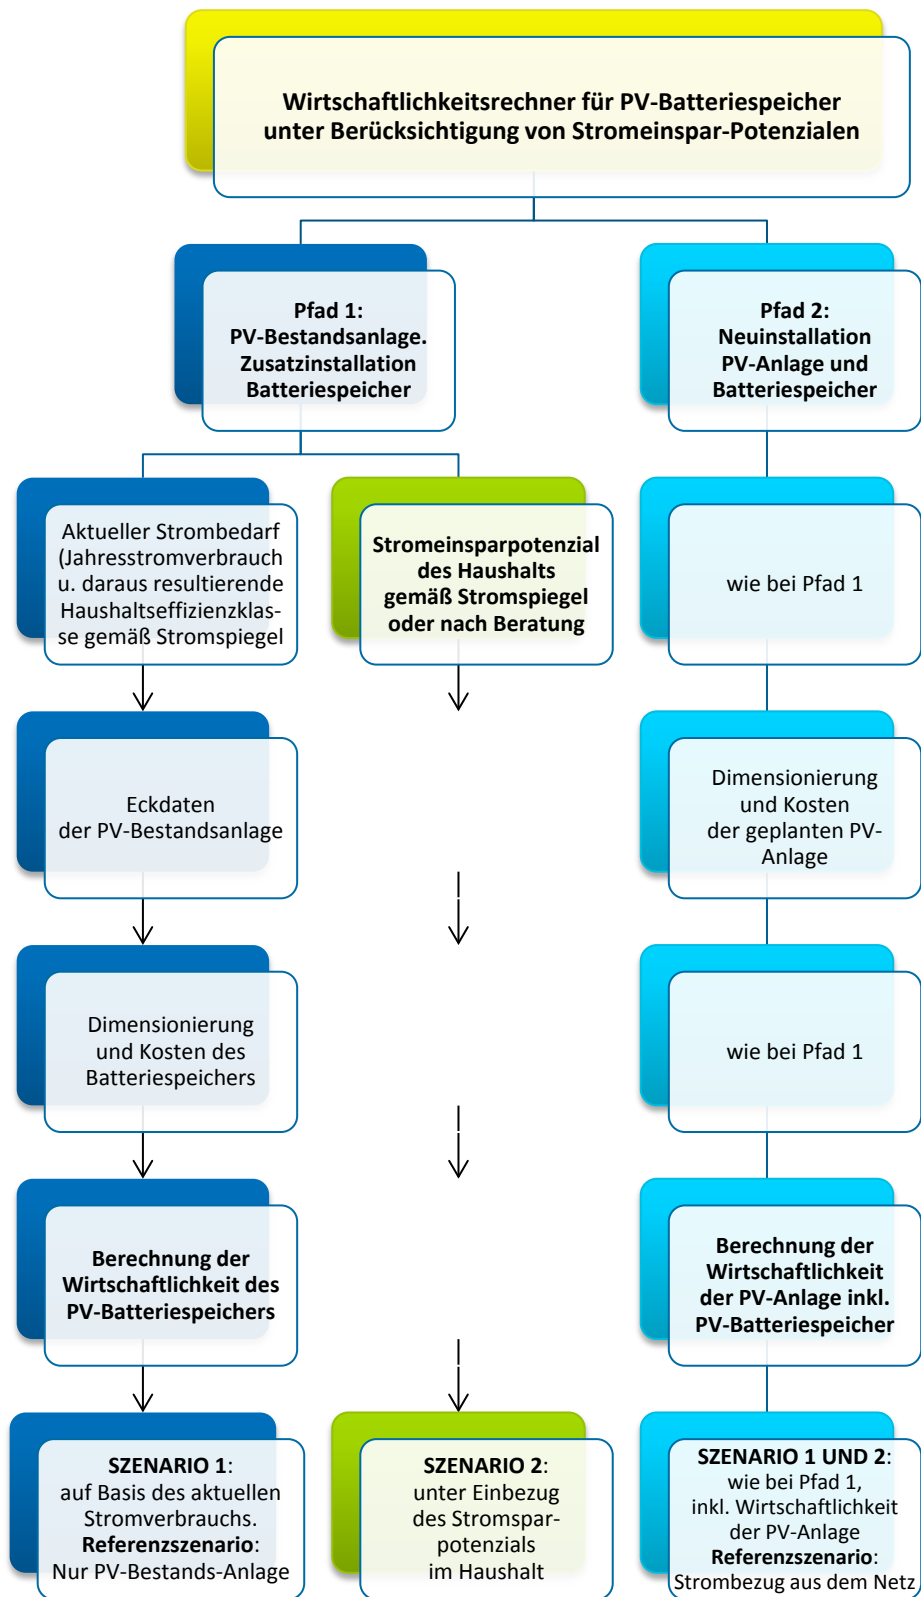 Wirtschaftlichkeitsrechner für PV-Batteriespeicher
unter Berücksichtigung von Stromeinspar-Potenzialen
Pfad 1:
PV-Bestandsanlage.
Zusatzinstallation
Batteriespeicher
Pfad 2:
Neuinstallation
PV-Anlage und
Batteriespeicher
Aktueller Strombedarf
(Jahresstromverbrauch
u. daraus resultierende
Haushaltseffizienzklas-
se gemäß Stromspiegel
Stromeinsparpotenzial
des Haushalts
gemäß Stromspiegel
oder nach Beratung
wie bei Pfad 1
Eckdaten
der PV-Bestandsanlage
Dimensionierung
und Kosten
der geplanten PV-
Anlage
Dimensionierung
und Kosten des
Batteriespeichers
wie bei Pfad 1
Berechnung der
Wirtschaftlichkeit des
PV-Batteriespeichers
Berechnung der
Wirtschaftlichkeit
der PV-Anlage inkl.
PV-Batteriespeicher
SZENARIO 1:
auf Basis des aktuellen
Stromverbrauchs.
Referenzszenario:
Nur PV-Bestands-Anlage
SZENARIO 2:
unter Einbezug
des Stromspar-
potenzials
im Haushalt
SZENARIO 1 UND 2:
wie bei Pfad 1,
inkl. Wirtschaftlichkeit
der PV-Anlage
Referenzszenario:
Strombezug aus dem Netz